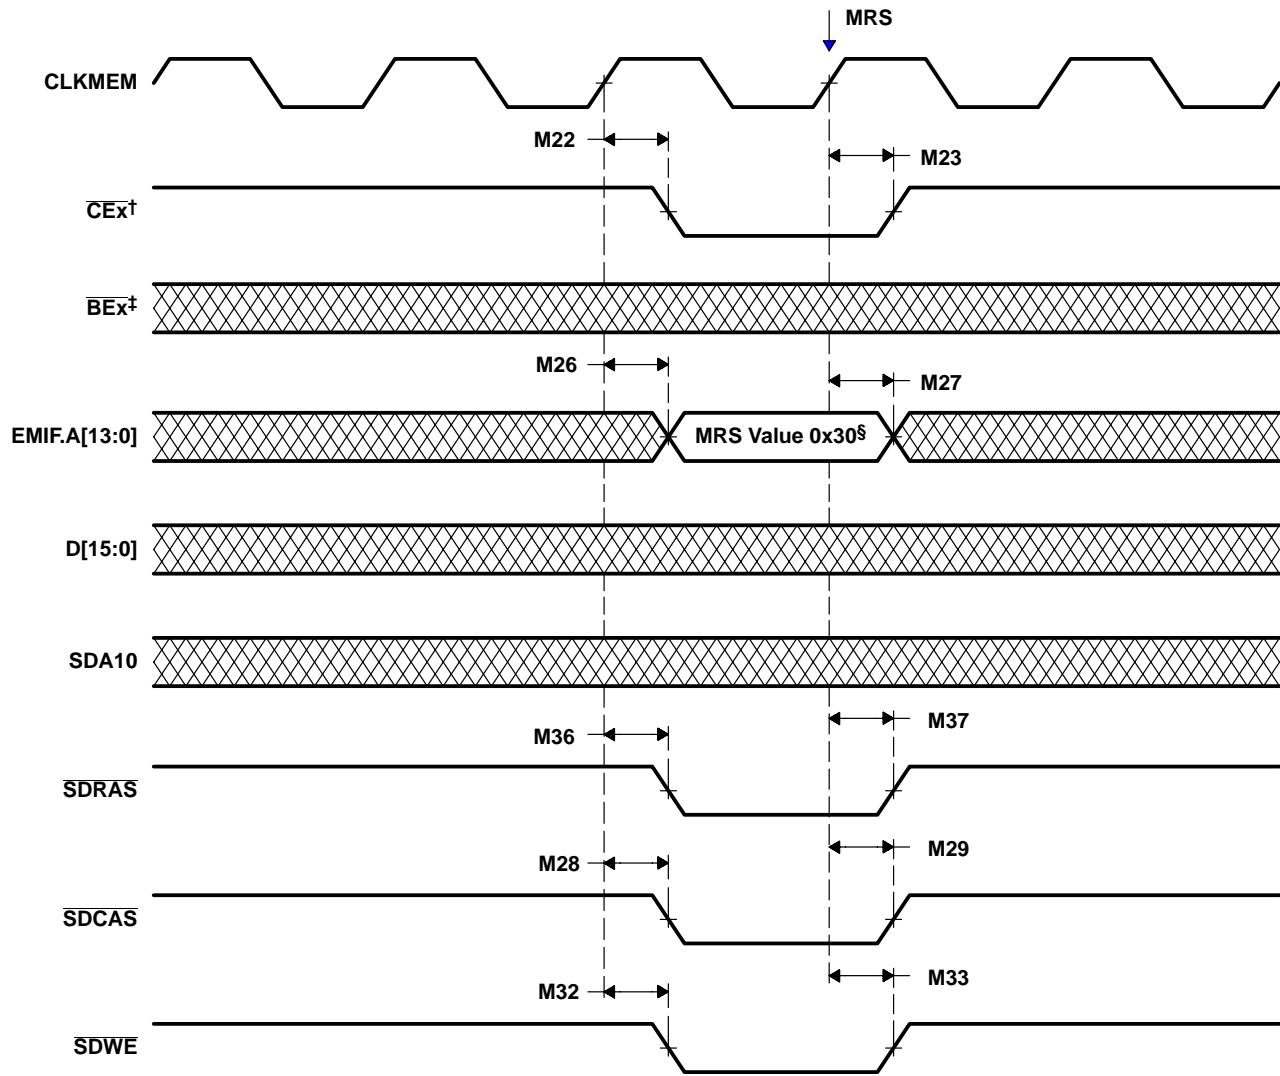 MRS
CLKMEM
M22
M23
CEx†
BEx‡
M26
M27
EMIF.A[13:0]
MRS Value 0x30§
D[15:0]
SDA10
M36
M37
SDRAS
M28
M29
SDCAS
M32
M33
SDWE